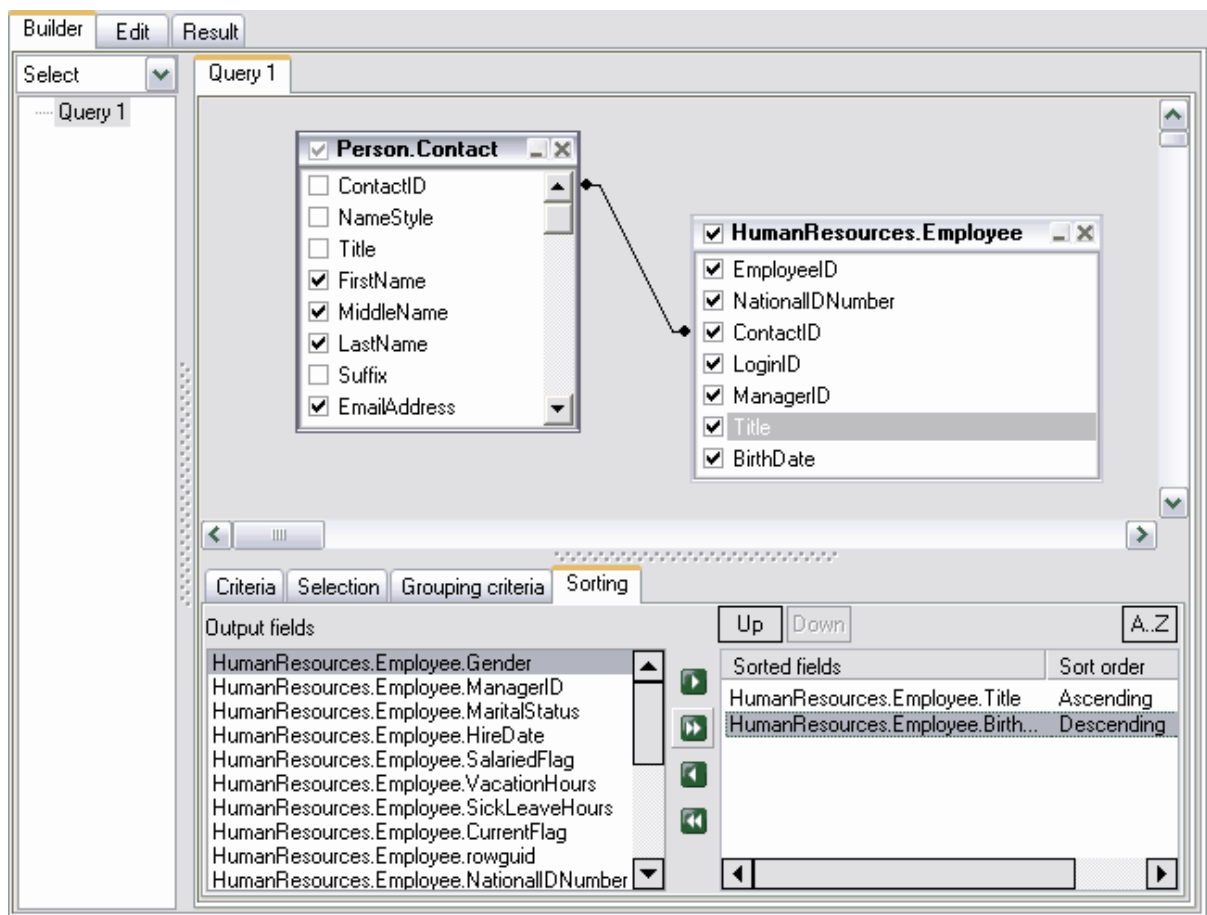 Builder Edit Result
Select
Query 1
Query 1
Person.Contact
ContactID
NameStyle
Title
FirstName
MiddleName
LastName
Suffix
EmailAddress
HumanResources.Employee
EmployeeID
NationalIDNumber
ContactID
LoginID
ManagerID
Title
BirthDate
Criteria Selection Grouping criteria Sorting
Output fields
HumanResources.Employee.Gender
HumanResources.Employee.ManagerID
HumanResources.Employee.MaritalStatus
HumanResources.Employee.HireDate
HumanResources.Employee.SalariedFlag
HumanResources.Employee.VacationHours
HumanResources.Employee.SickLeaveHours
HumanResources.Employee.CurrentFlag
HumanResources.Employee.rowguid
HumanResources.Employee.NationalIDNumber
Up Down A..Z
Sorted fields Sort order
HumanResources.Employee.Title Ascending
HumanResources.Employee.Birth... Descending